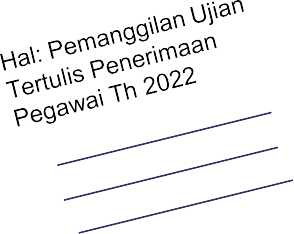 Hal: Pemanggilan Ujian
Tertulis Penerimaan
Pegawai Th 2022